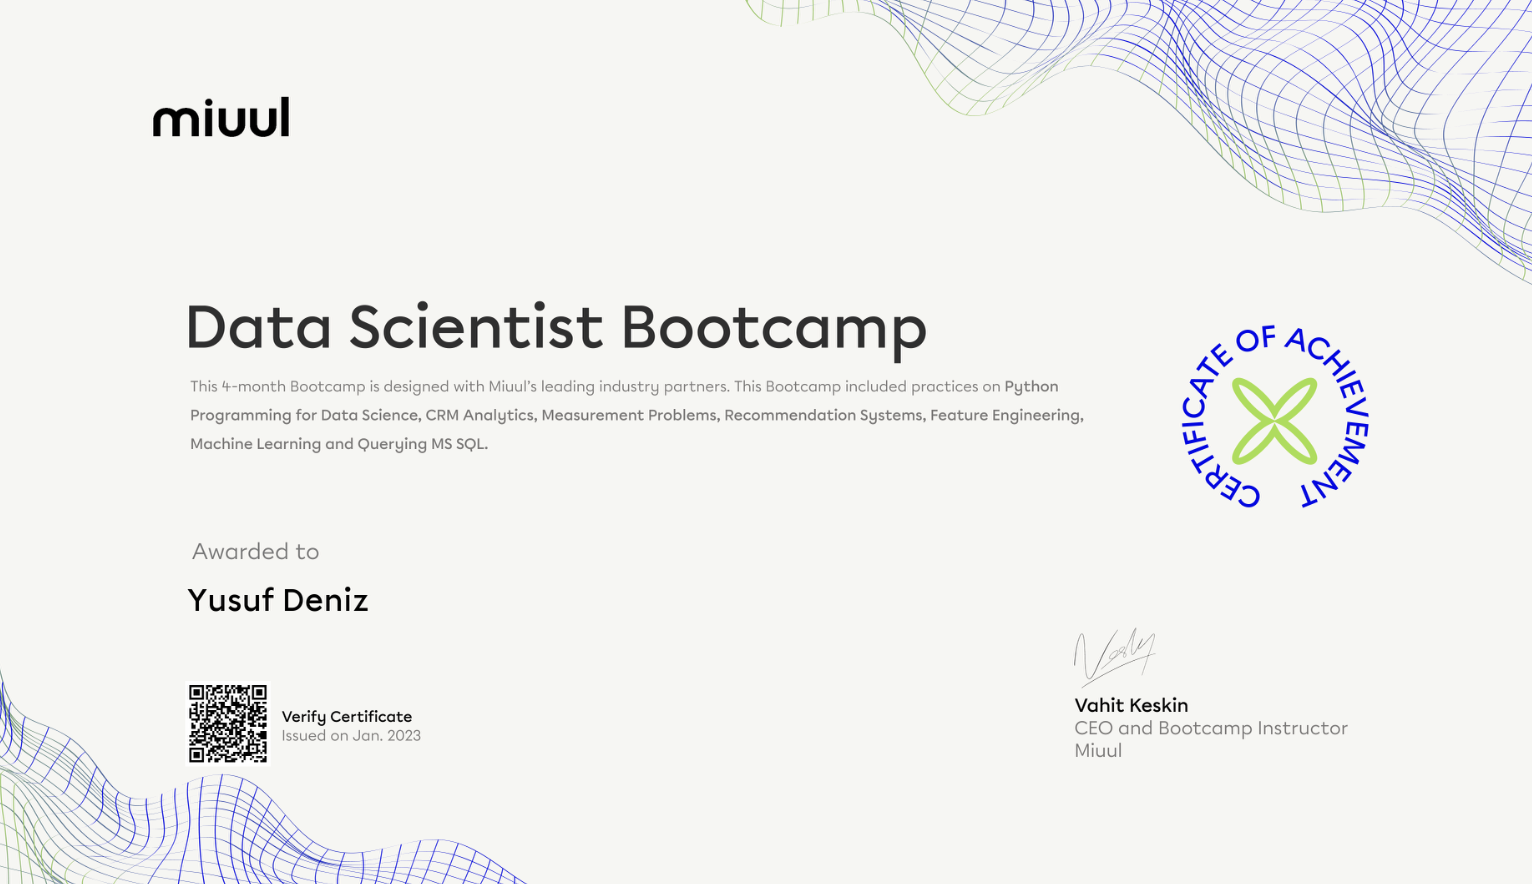 miuul
Data Scientist Bootcamp
This 4-month Bootcamp is designed with Miuul's leading industry partners. This Bootcamp included practices on Python
Programming for Data Science, CRM Analytics, Measurement Problems, Recommendation Systems, Feature Engineering,
Machine Learning and Querying MS SQL.
CERTIFICATE OF ACHIEVEMENT
Awarded to
Yusuf Deniz
Verify Certificate
Issued on Jan. 2023
Vahit Keskin
CEO and Bootcamp Instructor
Miuul